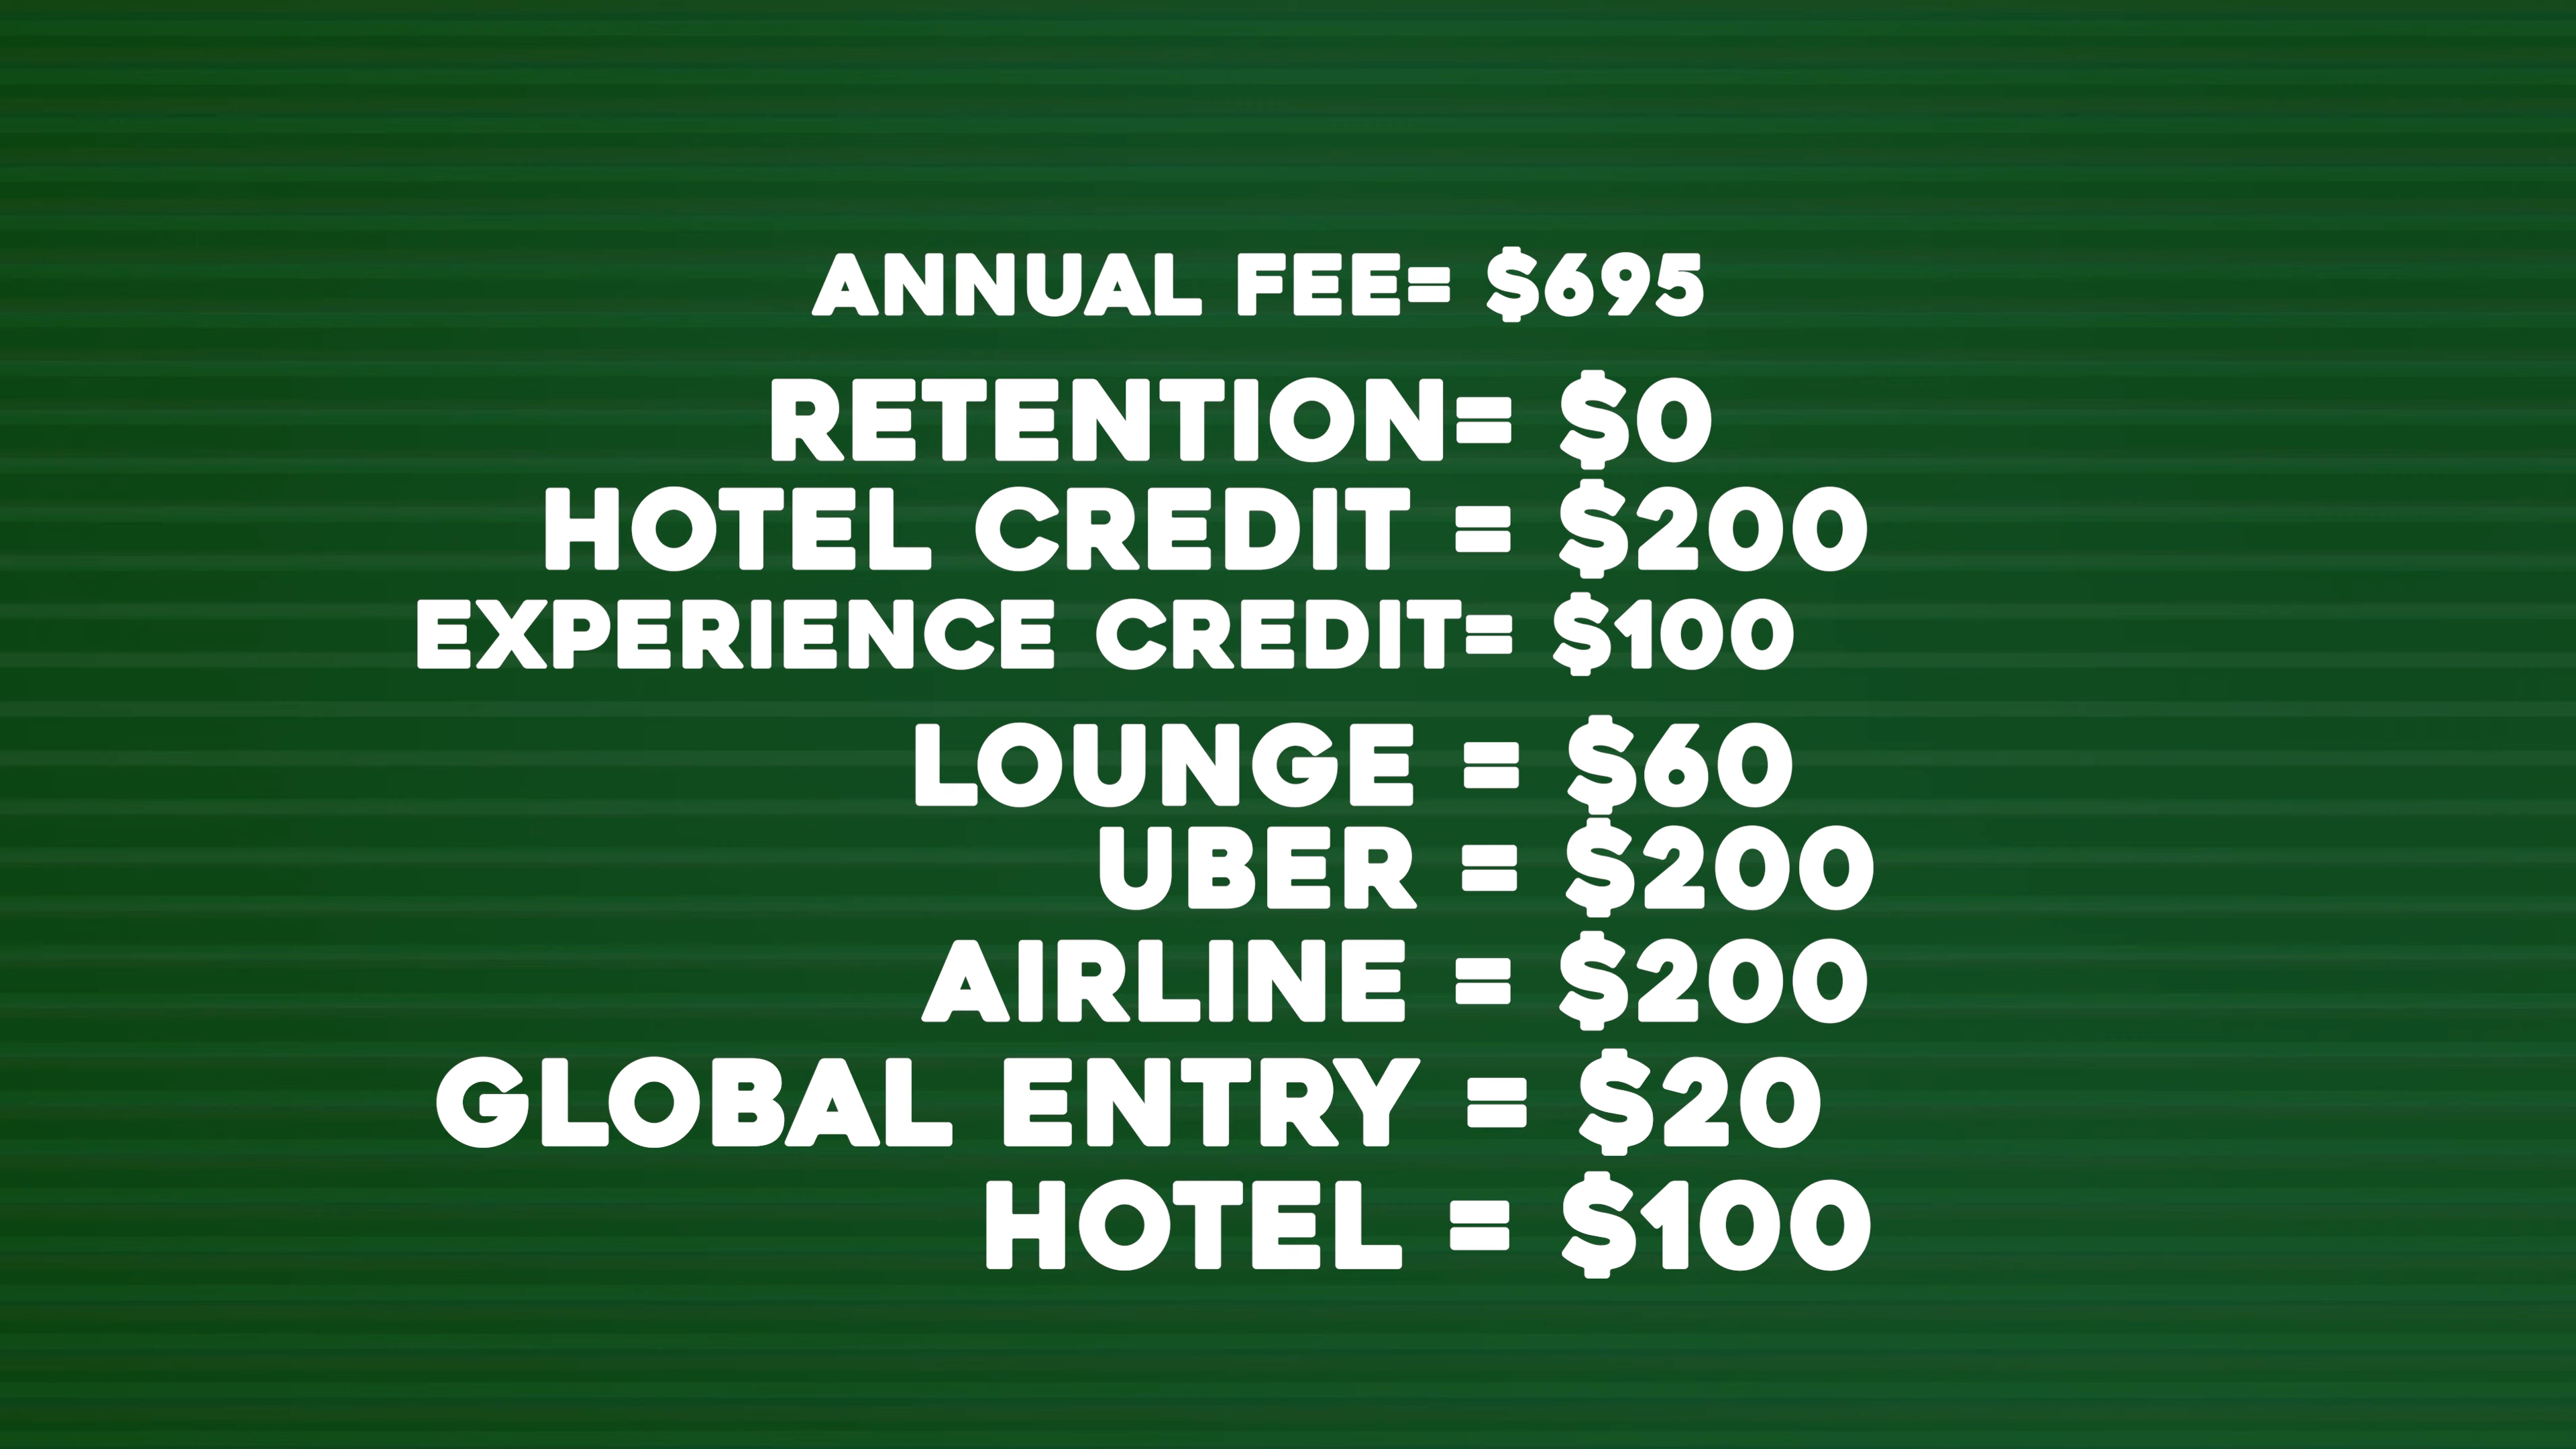 ANNUAL FEE= $695
RETENTION= $0
HOTEL CREDIT = $200
EXPERIENCE CREDIT= $100
LOUNGE = $60
UBER = $200
AIRLINE = $200
GLOBAL ENTRY = $20
HOTEL = $100